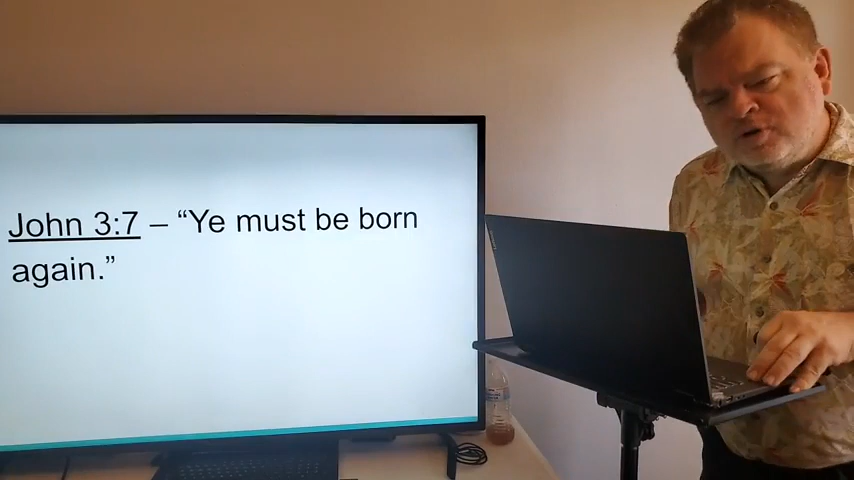 John 3:7 – “Ye must be born
again.”